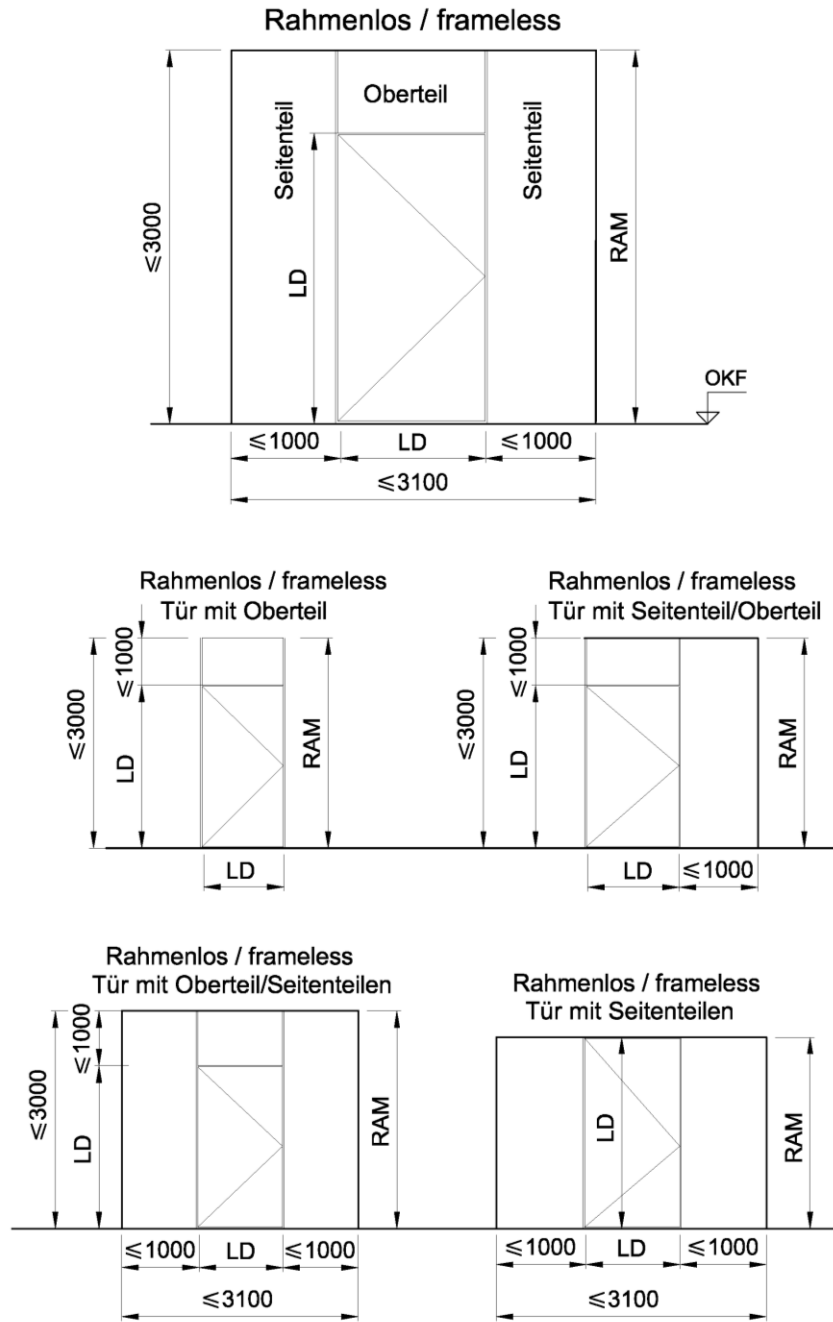 Rahmenlos / frameless
Oberteil
Seitenteil
Seitenteil
≤3000
LD
RAM
OKF
≤1000
LD
≤1000
≤3100
Rahmenlos / frameless
Tür mit Oberteil
≤1000
≤3000
LD
RAM
LD
Rahmenlos / frameless
Tür mit Seitenteil/Oberteil
≤1000
≤3000
LD
RAM
LD
≤1000
Rahmenlos / frameless
Tür mit Oberteil/Seitenteilen
≤1000
≤3000
LD
RAM
≤1000
LD
≤1000
≤3100
Rahmenlos / frameless
Tür mit Seitenteilen
LD
RAM
≤1000
LD
≤1000
≤3100